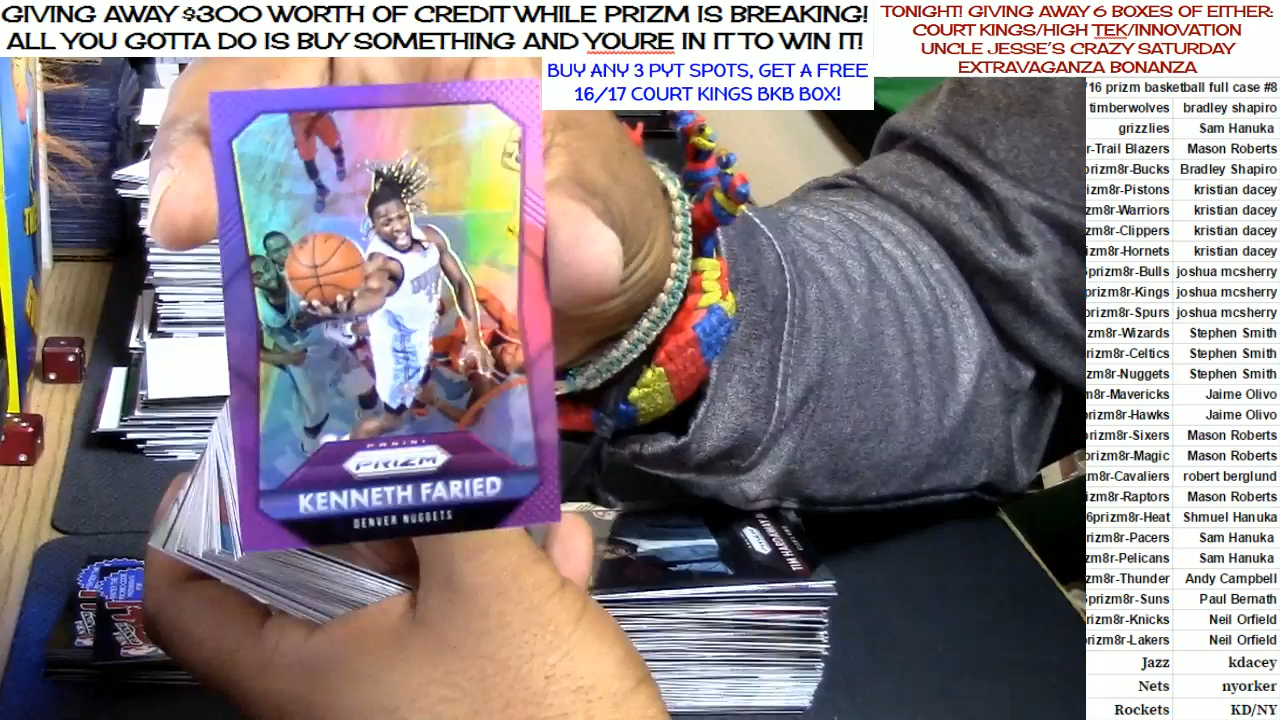 GIVING AWAY $300 WORTH OF CREDIT WHILE PRIZM IS BREAKING!
ALL YOU GOTTA DO IS BUY SOMETHING AND YOURE IN IT TO WIN IT!
BUY ANY 3 PYT SPOTS, GET A FREE
16/17 COURT KINGS BKB BOX!
TONIGHT! GIVING AWAY 6 BOXES OF EITHER:
COURT KINGS/HIGH TEK/INNOVATION
UNCLE JESSE'S CRAZY SATURDAY
EXTRAVAGANZA BONANZA
PANINI
PRIZM
KENNETH FARIED
DENVER NUGGETS
TIM HARDAWAY
/16 prizm basketball full case #8
timberwolves bradley shapiro
grizzlies Sam Hanuka
r-Trail Blazers Mason Roberts
prizm8r-Bucks Bradley Shapiro
izm8r-Pistons kristian dacey
zm8r-Warriors kristian dacey
zm8r-Clippers kristian dacey
izm8r-Hornets kristian dacey
6prizm8r-Bulls joshua mcsherry
prizm8r-Kings joshua mcsherry
prizm8r-Spurs joshua mcsherry
zm8r-Wizards Stephen Smith
izm8r-Celtics Stephen Smith
zm8r-Nuggets Stephen Smith
m8r-Mavericks Jaime Olivo
izm8r-Hawks Jaime Olivo
orizm8r-Sixers Mason Roberts
rizm8r-Magic Mason Roberts
m8r-Cavaliers robert berglund
izm8r-Raptors Mason Roberts
6prizm8r-Heat Shmuel Hanuka
rizm8r-Pacers Sam Hanuka
zm8r-Pelicans Sam Hanuka
zm8r-Thunder Andy Campbell
5prizm8r-Suns Paul Bernath
rizm8r-Knicks Neil Orfield
rizm8r-Lakers Neil Orfield
Jazz kdacey
Nets nyorker
Rockets KD/NY